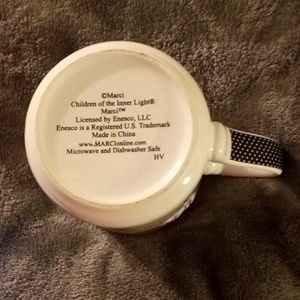 ©Marci
Children of the Inner Light®
Marci™
Licensed by Enesco, LLC
Enesco is a Registered U.S. Trademark
Made in China
www.MARCIonline.com
Microwave and Dishwasher Safe
HV